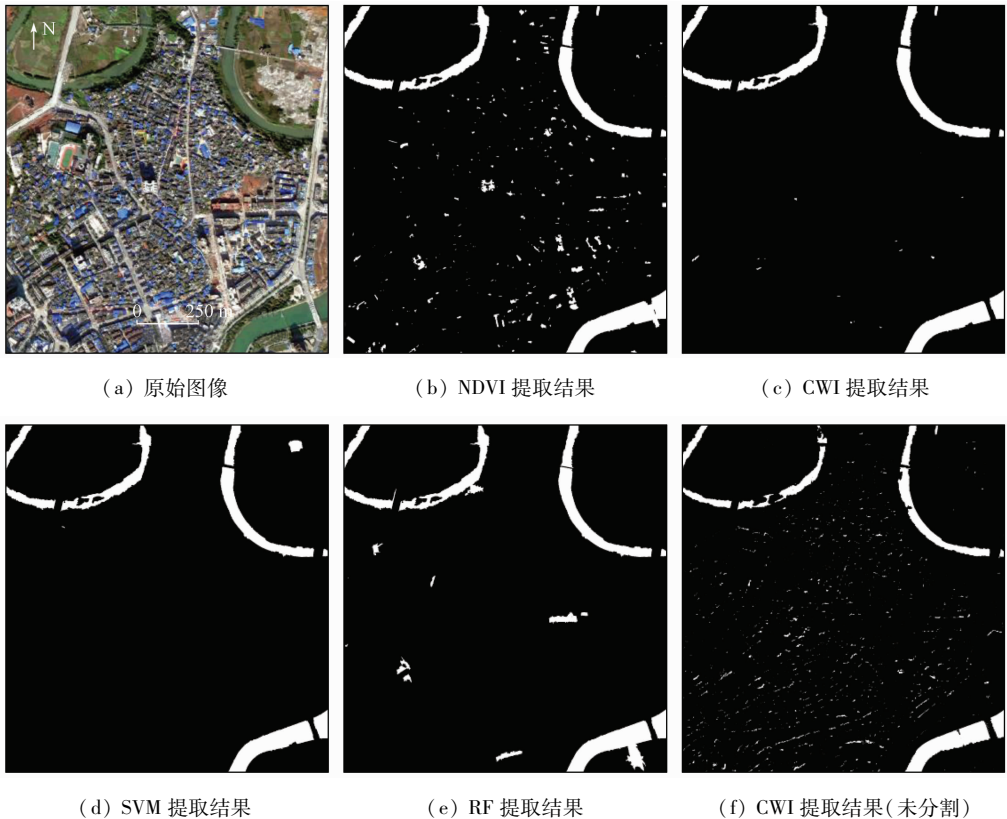 N
0 250 m
(a) 原始图像
(b) NDVI 提取结果
(c) CWI 提取结果
(d) SVM 提取结果
(e) RF 提取结果
(f) CWI 提取结果(未分割)